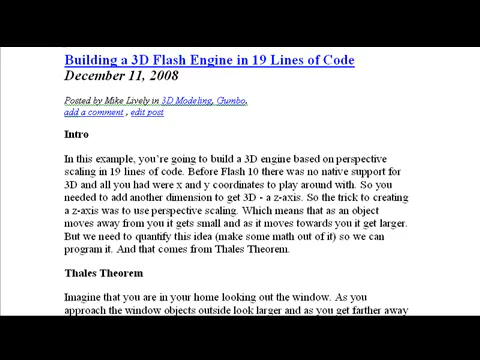 Building a 3D Flash Engine in 19 Lines of Code
December 11, 2008
Posted by Mike Lively in 3D Modeling, Gumbo.
add a comment , edit post
Intro
In this example, you're going to build a 3D engine based on perspective
scaling in 19 lines of code. Before Flash 10 there was no native support for
3D and all you had were x and y coordinates to play around with. So you
needed to add another dimension to get 3D - a z-axis. So the trick to creating
a z-axis was to use perspective scaling. Which means that as an object
moves away from you it gets small and as it moves towards you it get larger.
But we need to quantify this idea (make some math out of it) so we can
program it. And that comes from Thales Theorem.
Thales Theorem
Imagine that you are in your home looking out the window. As you
approach the window objects outside look larger and as you get farther away